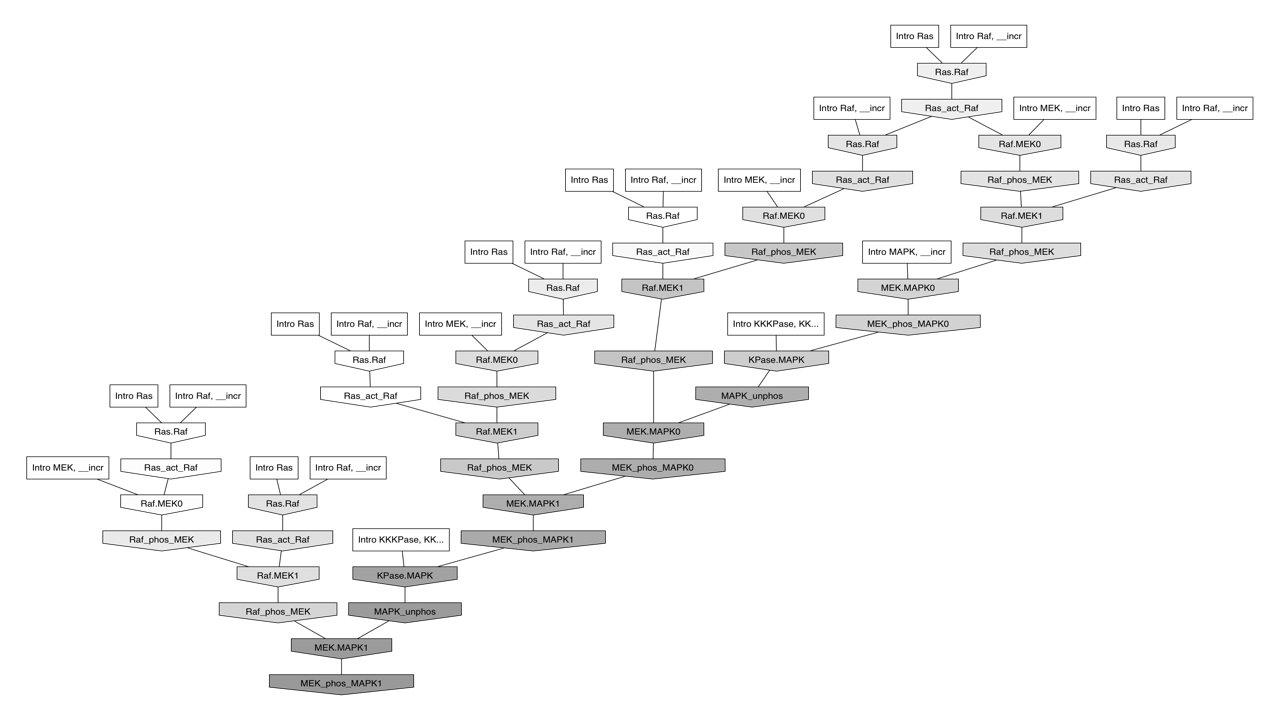 Intro Ras
Intro Raf, __incr
Ras.Raf
Intro Raf, __incr
Ras_act_Raf
Intro MEK, __incr
Intro Ras
Intro Raf, __incr
Ras.Raf
Raf.MEK0
Ras.Raf
Intro Ras
Intro Raf, __incr
Intro MEK, __incr
Ras_act_Raf
Raf_phos_MEK
Ras_act_Raf
Ras.Raf
Raf.MEK0
Raf.MEK1
Intro Ras
Intro Raf, __incr
Ras_act_Raf
Raf_phos_MEK
Intro MAPK, __incr
Raf_phos_MEK
Ras.Raf
Raf.MEK1
MEK.MAPK0
Intro Ras
Intro Raf, __incr
Intro MEK, __incr
Ras_act_Raf
Intro KKKPase, KK...
MEK_phos_MAPK0
Ras.Raf
Raf.MEK0
Raf_phos_MEK
KPase.MAPK
Intro Ras
Intro Raf, __incr
Ras_act_Raf
Raf_phos_MEK
MAPK_unphos
Ras.Raf
Raf.MEK1
MEK.MAPK0
Intro MEK, __incr
Ras_act_Raf
Intro Ras
Intro Raf, __incr
Raf_phos_MEK
MEK_phos_MAPK0
Raf.MEK0
Ras.Raf
MEK.MAPK1
Raf_phos_MEK
Ras_act_Raf
Intro KKKPase, KK...
MEK_phos_MAPK1
Raf.MEK1
KPase.MAPK
Raf_phos_MEK
MAPK_unphos
MEK.MAPK1
MEK_phos_MAPK1